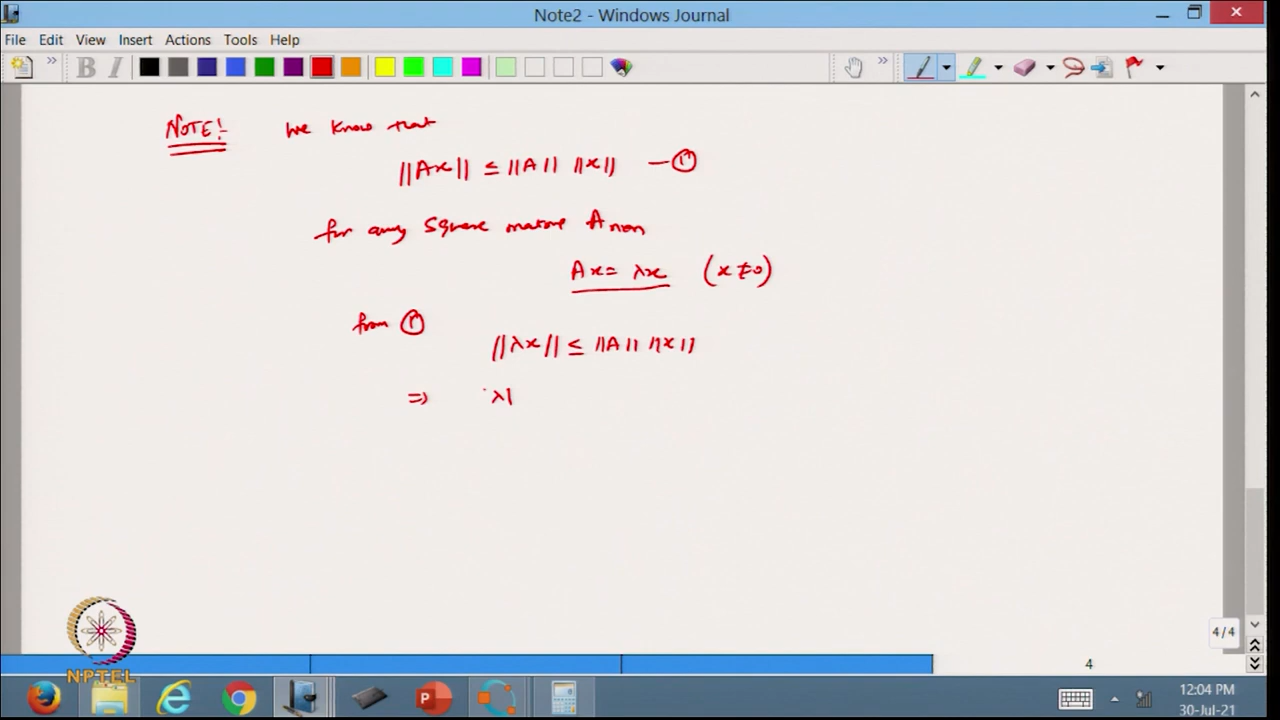 Note2 - Windows Journal
File Edit View Insert Actions Tools Help
NOTE! We know that
||Ax|| ≤ ||A|| ||x|| — ①
for any square matrix A n×n
Ax = λx (x ≠ 0)
from ①
||λx|| ≤ ||A|| ||x||
⇒ λ|
4 / 4
4
NPTEL
12:04 PM
30-Jul-21